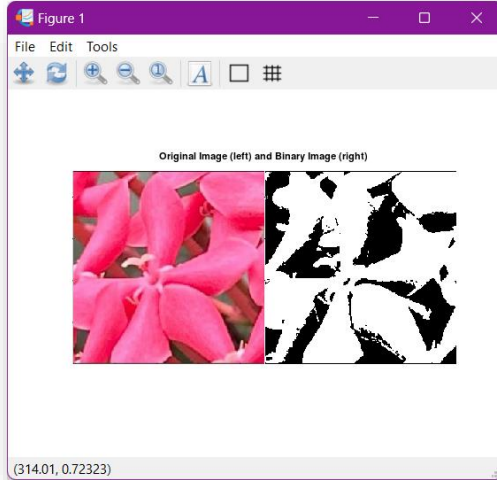 Figure 1
File Edit Tools
A
Original Image (left) and Binary Image (right)
(314.01, 0.72323)